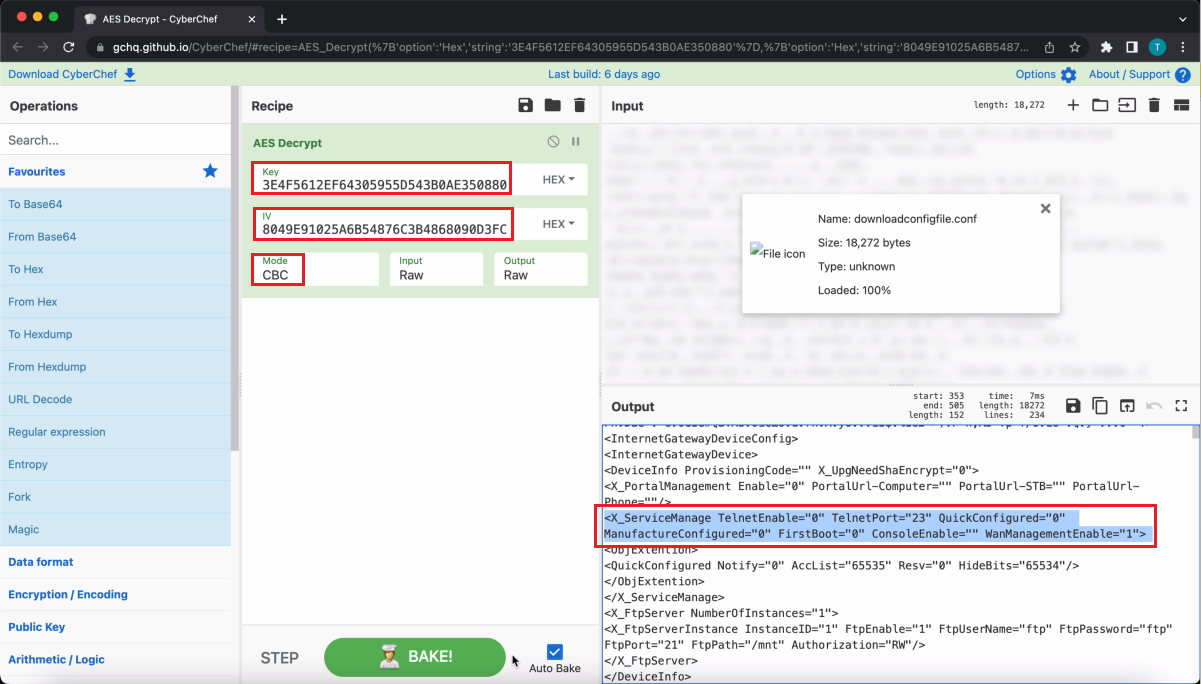 AES Decrypt - CyberChef
gchq.github.io/CyberChef/#recipe=AES_Decrypt(%7B'option':'Hex','string':'3E4F5612EF64305955D543B0AE350880'%7D,%7B'option':'Hex','string':'8049E91025A6B5487...
T
Download CyberChef
Last build: 6 days ago
Options
About / Support
Operations
Search...
Favourites
To Base64
From Base64
To Hex
From Hex
To Hexdump
From Hexdump
URL Decode
Regular expression
Entropy
Fork
Magic
Data format
Encryption / Encoding
Public Key
Arithmetic / Logic
Recipe
AES Decrypt
Key
3E4F5612EF64305955D543B0AE350880
HEX
IV
8049E91025A6B54876C3B4868090D3FC
HEX
Mode
CBC
Input
Raw
Output
Raw
STEP
BAKE!
Auto Bake
Input
length: 18,272
File icon
Name: downloadconfigfile.conf
Size: 18,272 bytes
Type: unknown
Loaded: 100%
Output
start: 353
end: 505
length: 152
time: 7ms
length: 18272
lines: 234
<InternetGatewayDeviceConfig>
<InternetGatewayDevice>
<DeviceInfo ProvisioningCode="" X_UpgNeedShaEncrypt="0">
<X_PortalManagement Enable="0" PortalUrl-Computer="" PortalUrl-STB="" PortalUrl-
Phone=""/>
<X_ServiceManage TelnetEnable="0" TelnetPort="23" QuickConfigured="0"
ManufactureConfigured="0" FirstBoot="0" ConsoleEnable="" WanManagementEnable="1">
<ObjExtention>
<QuickConfigured Notify="0" AccList="65535" Resv="0" HideBits="65534"/>
</ObjExtention>
</X_ServiceManage>
<X_FtpServer NumberOfInstances="1">
<X_FtpServerInstance InstanceID="1" FtpEnable="1" FtpUserName="ftp" FtpPassword="ftp"
FtpPort="21" FtpPath="/mnt" Authorization="RW"/>
</X_FtpServer>
</DeviceInfo>